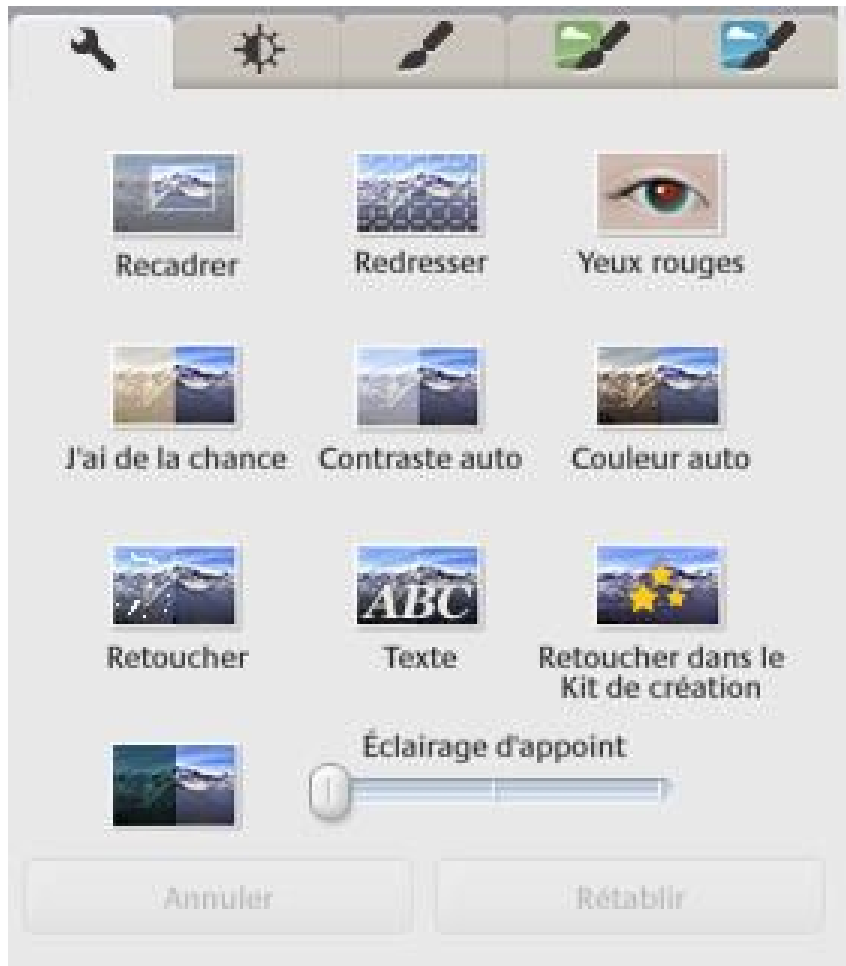 Recadrer
Redresser
Yeux rouges
J'ai de la chance
Contraste auto
Couleur auto
ABC
Retoucher
Texte
Retoucher dans le
Kit de création
Éclairage d'appoint
Annuler
Rétablir